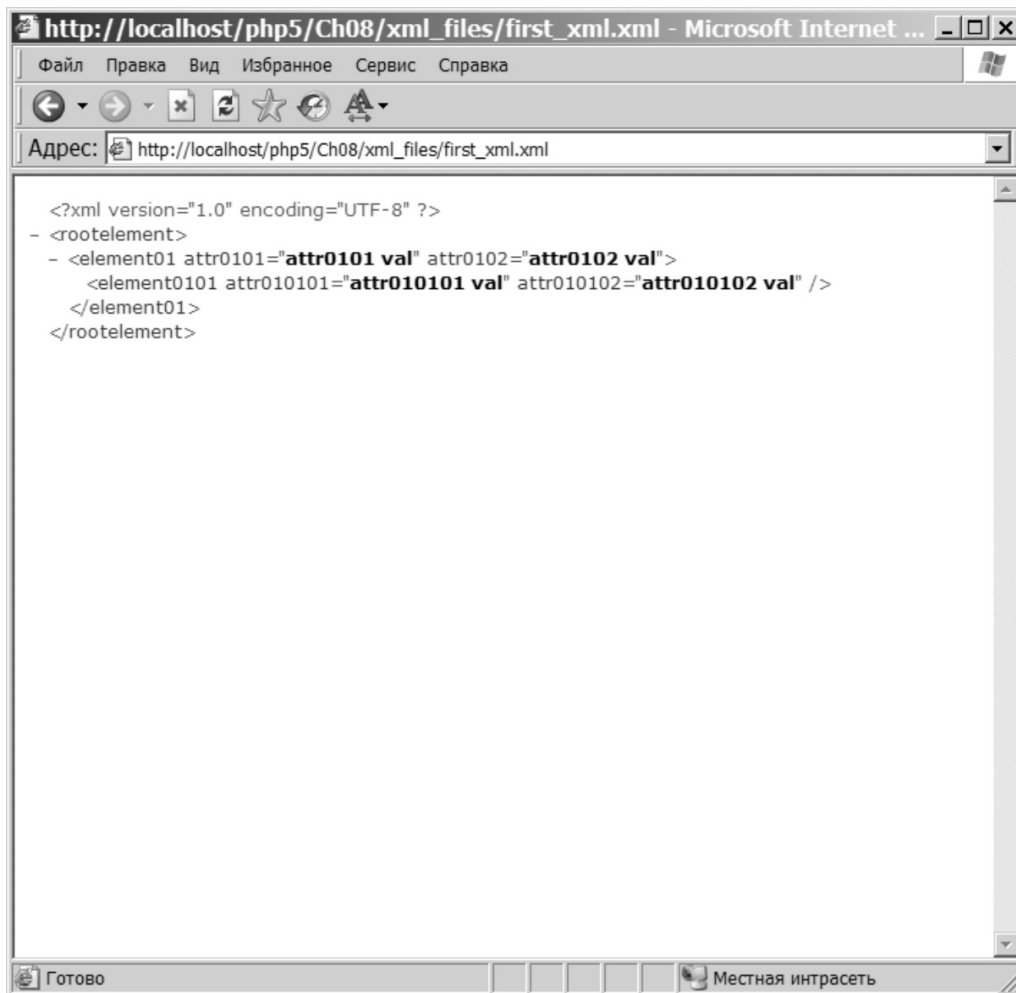 http://localhost/php5/Ch08/xml_files/first_xml.xml - Microsoft Internet ...
Файл Правка Вид Избранное Сервис Справка
Адрес: http://localhost/php5/Ch08/xml_files/first_xml.xml
<?xml version="1.0" encoding="UTF-8" ?>
- <rootelement>
- <element01 attr0101="attr0101 val" attr0102="attr0102 val">
<element0101 attr010101="attr010101 val" attr010102="attr010102 val" />
</element01>
</rootelement>
Готово Местная интрасеть